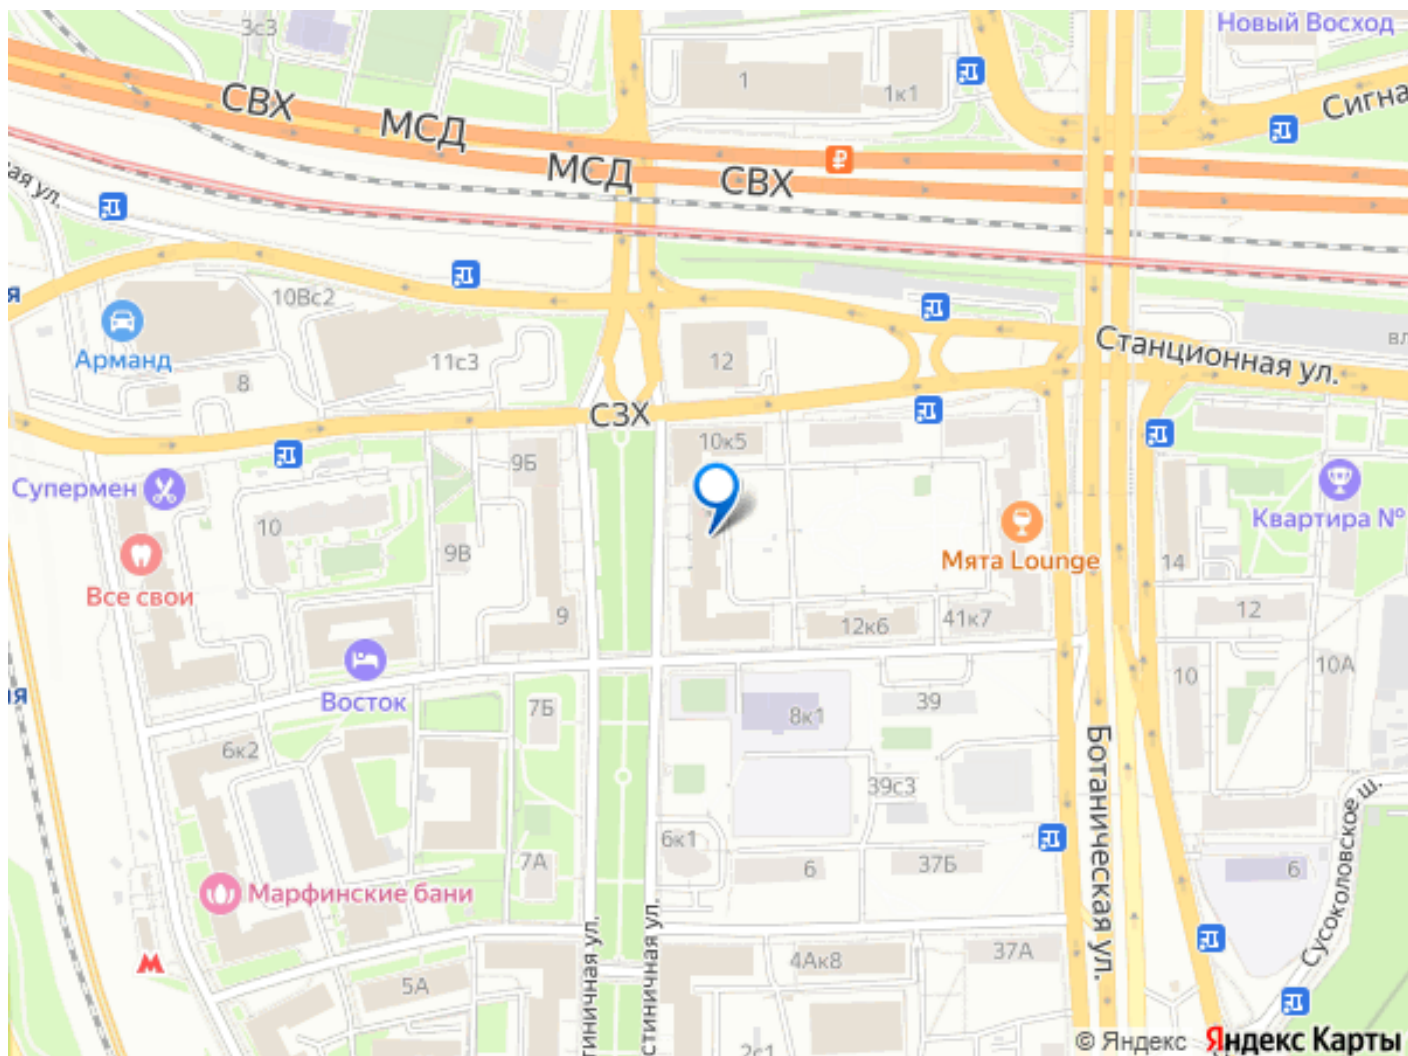 3с3
Новый Восход
СВХ
МСД
1
1к1
Сигна
МСД
СВХ
ая ул.
я
10Вс2
Арманд
11с3
8
12
Станционная ул.
вл
СЗХ
10к5
9Б
Супермен
10
9В
Все свои
9
Мята Lounge
Квартира №
14
12
12к6
41к7
10А
10
Восток
ая
7Б
8к1
39
6к2
Ботаническая ул.
39с3
6к1
7А
6
37Б
6
Сусоколовское ш.
Марфинские бани
тиничная ул.
стиничная ул.
37А
4Ак8
5А
2с1
© Яндекс Яндекс Карты